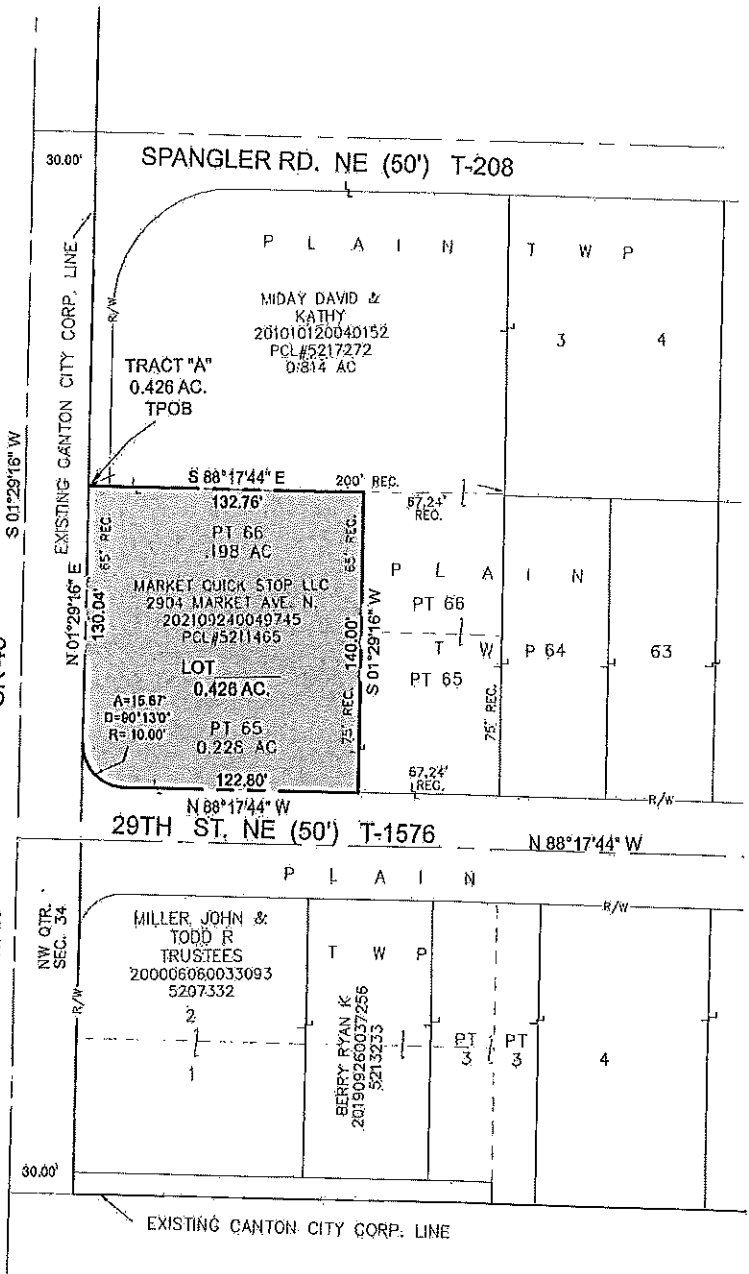 30.00'
SPANGLER RD. NE (50') T-208
P L A I N T W P
MIDAY DAVID &
KATHY
201010120040152
PCL#5217272
0.814 AC
3
4
R/W
EXISTING CANTON CITY CORP. LINE
S 01°29'16" W
TRACT "A"
0.426 AC.
TPOB
S 88°17'44" E
200' REC.
132.76'
67.24'
REC.
PT 66
.198 AC
65' REC.
65' REC.
N 01°29'16" E
130.04'
MARKET QUICK STOP LLC
2904 MARKET AVE. N.
202109240049745
PCL#5211465
LOT
0.426 AC.
S 01°29'16" W
140.00'
P L A I N
PT 66
T W P
64
63
PT 65
A=15.67'
D=90°13'0"
R= 10.00'
PT 65
0.228 AC
75' REC.
75' REC.
122.80'
67.24'
REC.
N 88°17'44" W
R/W
29TH ST. NE (50') T-1576
N 88°17'44" W
P L A I N
NW QTR.
SEC. 34
R/W
R/W
MILLER JOHN &
TODD R
TRUSTEES
200006060033093
5207332
T W P
2
1
BERRY RYAN K
201909260037256
5213233
PT
3
PT
3
4
30.00'
EXISTING CANTON CITY CORP. LINE